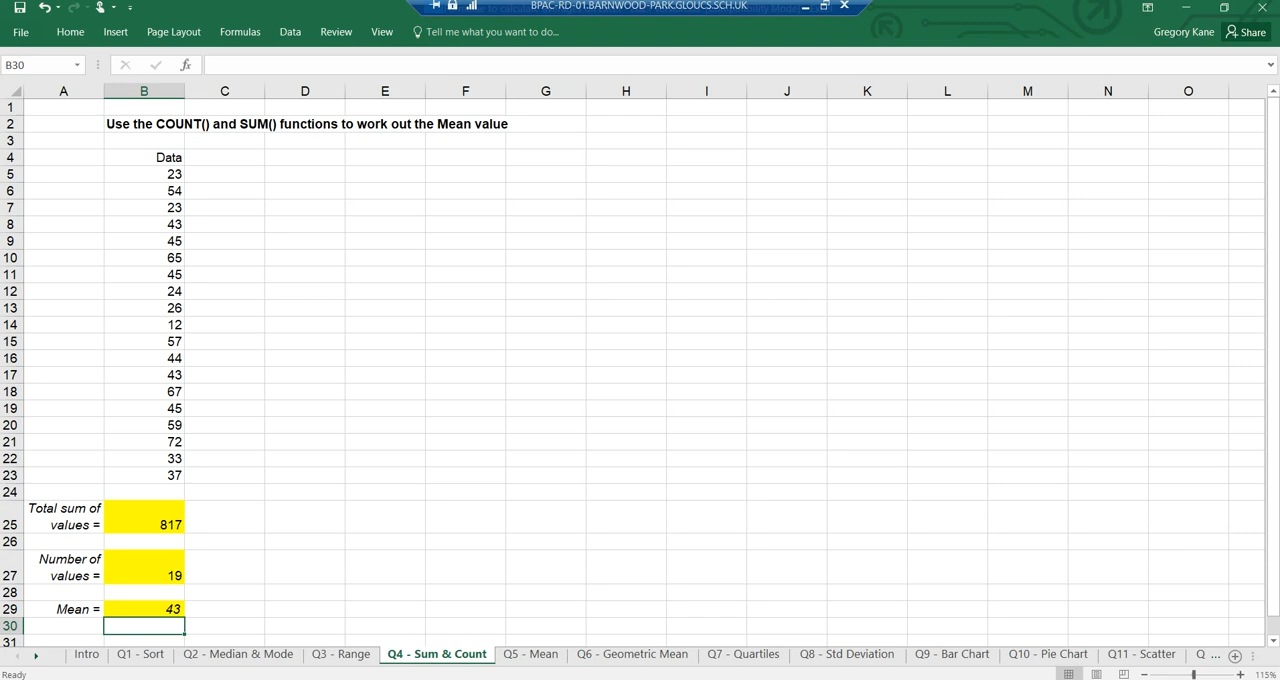 BPAC-RD-01.BARNWOOD-PARK.GLOUCS.SCH.UK
File Home Insert Page Layout Formulas Data Review View Tell me what you want to do... Gregory Kane Share
B30 fx
A B C D E F G H I J K L M N O
1
2 Use the COUNT() and SUM() functions to work out the Mean value
3
4 Data
5 23
6 54
7 23
8 43
9 45
10 65
11 45
12 24
13 26
14 12
15 57
16 44
17 43
18 67
19 45
20 59
21 72
22 33
23 37
24
Total sum of
25 values = 817
26
Number of
27 values = 19
28
29 Mean = 43
30
31
Intro Q1 - Sort Q2 - Median & Mode Q3 - Range Q4 - Sum & Count Q5 - Mean Q6 - Geometric Mean Q7 - Quartiles Q8 - Std Deviation Q9 - Bar Chart Q10 - Pie Chart Q11 - Scatter Q ...
Ready 115%